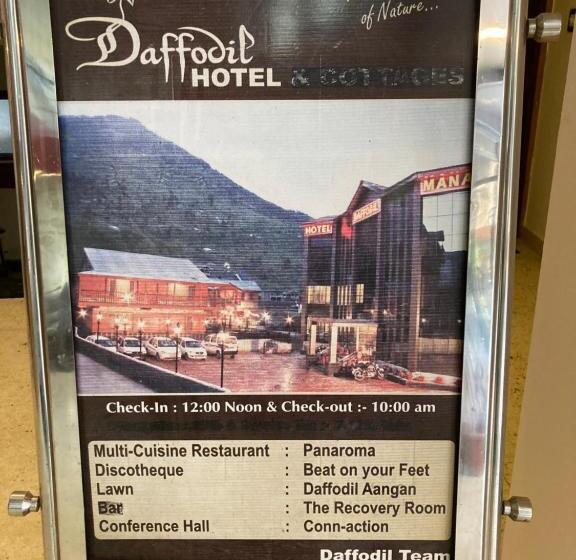 of Nature...
Daffodil
HOTEL & COTTAGES
MANA
HOTEL
DAFFODIL
Check-In : 12:00 Noon & Check-out :- 10:00 am
Multi-Cuisine Restaurant : Panaroma
Discotheque : Beat on your Feet
Lawn : Daffodil Aangan
Bar : The Recovery Room
Conference Hall : Conn-action
Daffodil Team